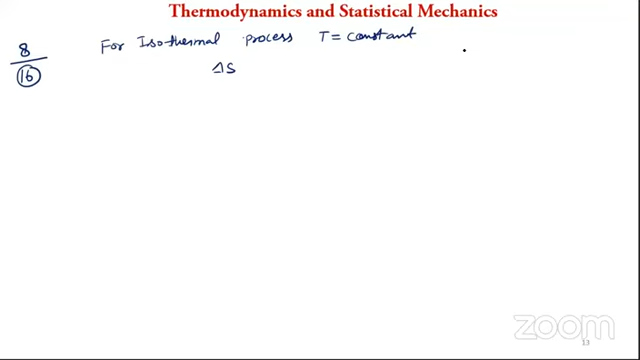 Thermodynamics and Statistical Mechanics
8
16
For Isothermal process T = constant
ΔS
zoom
13